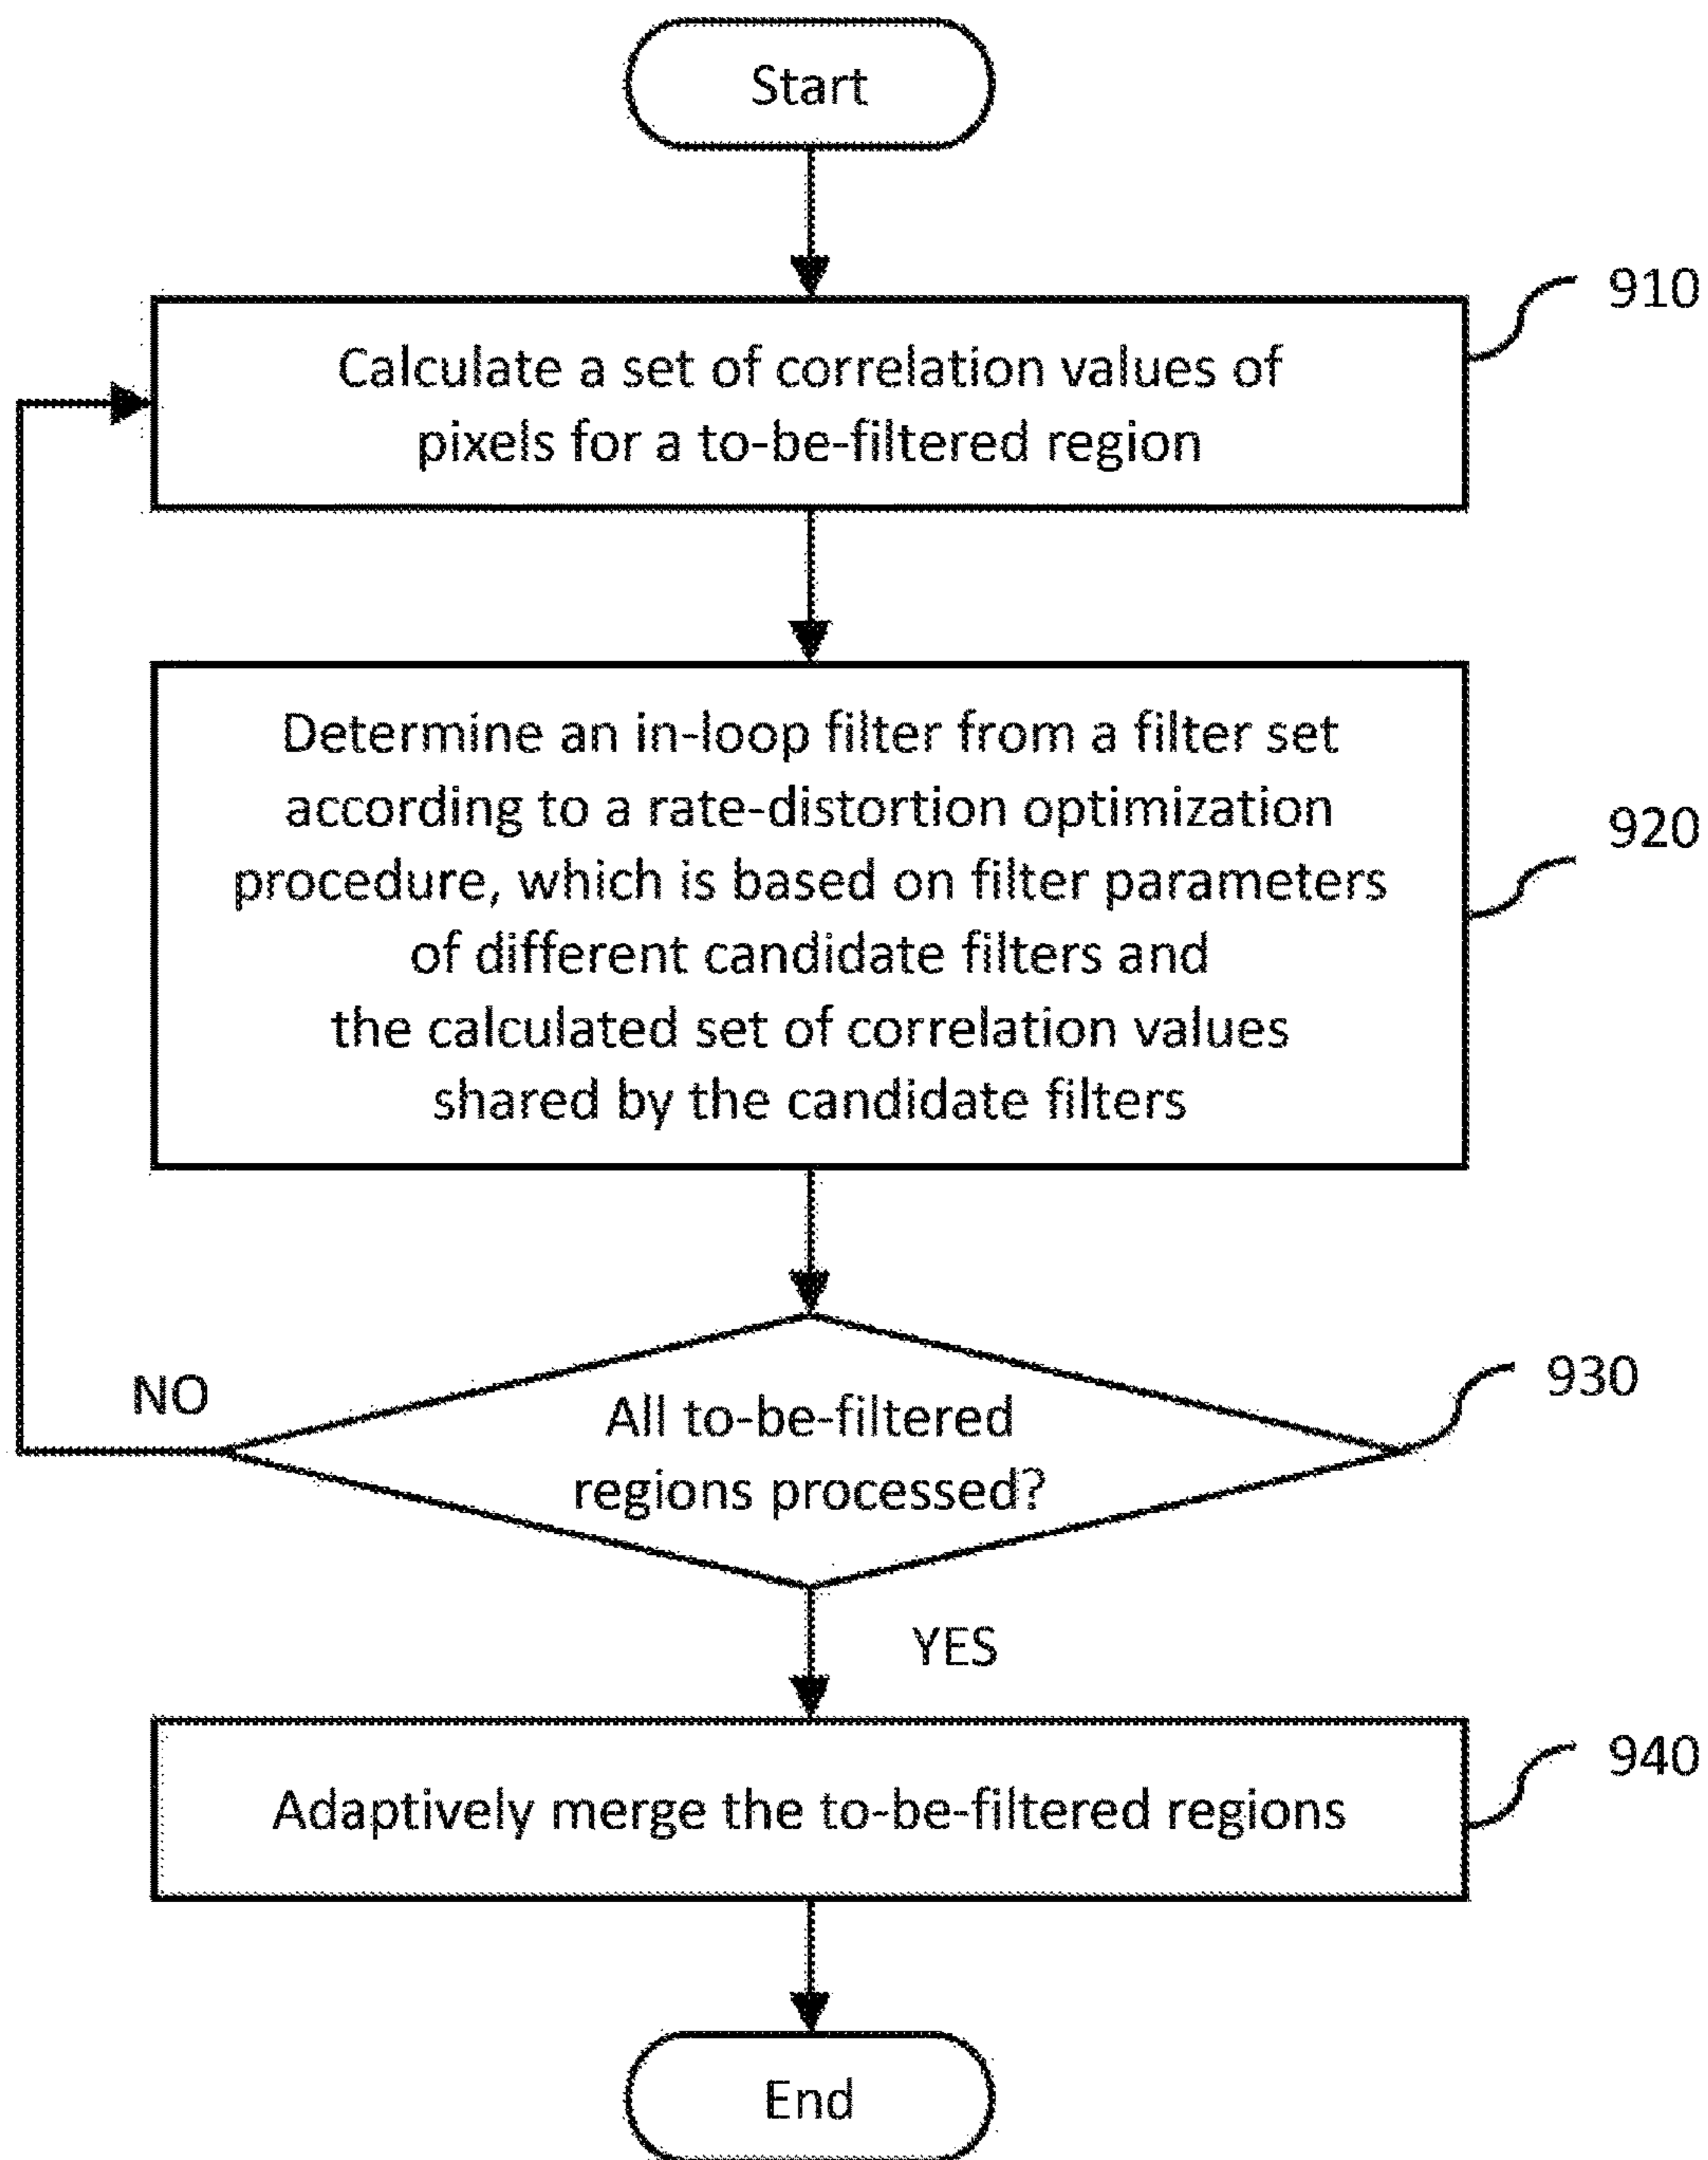 Start
910
Calculate a set of correlation values of
pixels for a to-be-filtered region
Determine an in-loop filter from a filter set
according to a rate-distortion optimization
procedure, which is based on filter parameters
of different candidate filters and
the calculated set of correlation values
shared by the candidate filters
920
NO
All to-be-filtered
regions processed?
930
YES
940
Adaptively merge the to-be-filtered regions
End